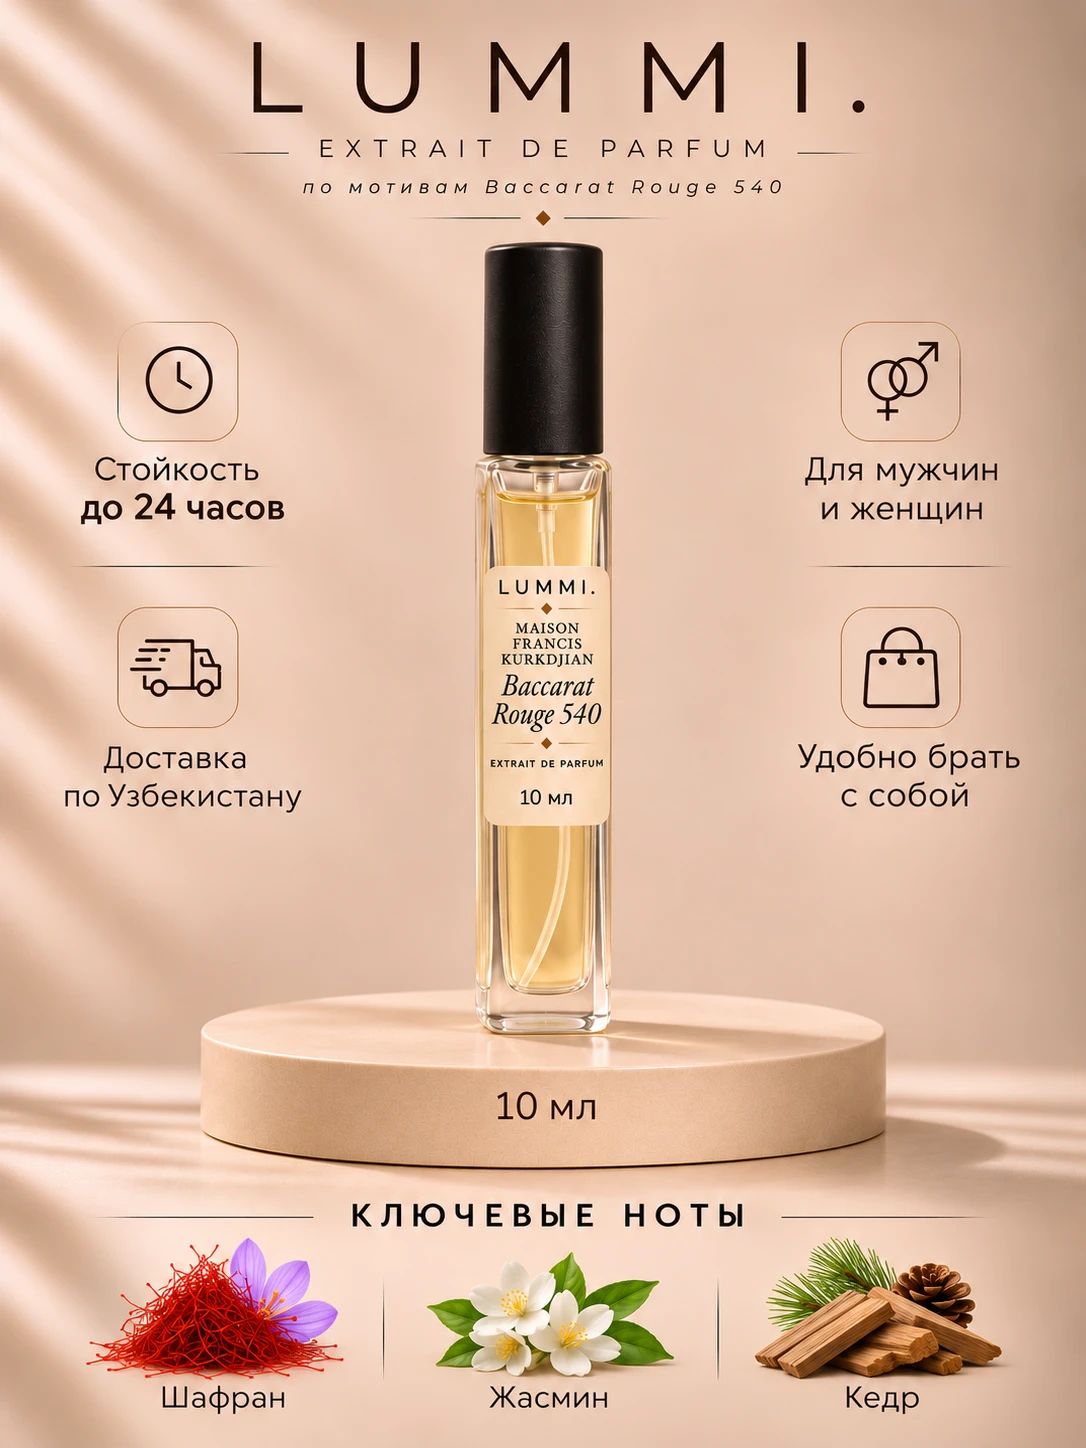 LUMMI.
EXTRAIT DE PARFUM
по мотивам Baccarat Rouge 540
Стойкость
до 24 часов
Для мужчин
и женщин
Доставка
по Узбекистану
Удобно брать
с собой
LUMMI.
MAISON
FRANCIS
KURKDJIAN
Baccarat
Rouge 540
EXTRAIT DE PARFUM
10 мл
10 мл
КЛЮЧЕВЫЕ НОТЫ
Шафран
Жасмин
Кедр